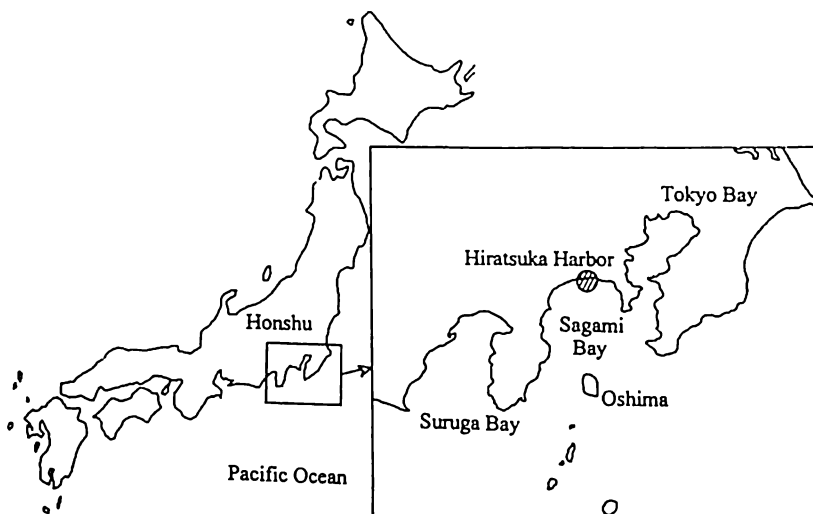 Tokyo Bay
Hiratsuka Harbor
Honshu
Sagami
Bay
Oshima
Suruga Bay
Pacific Ocean